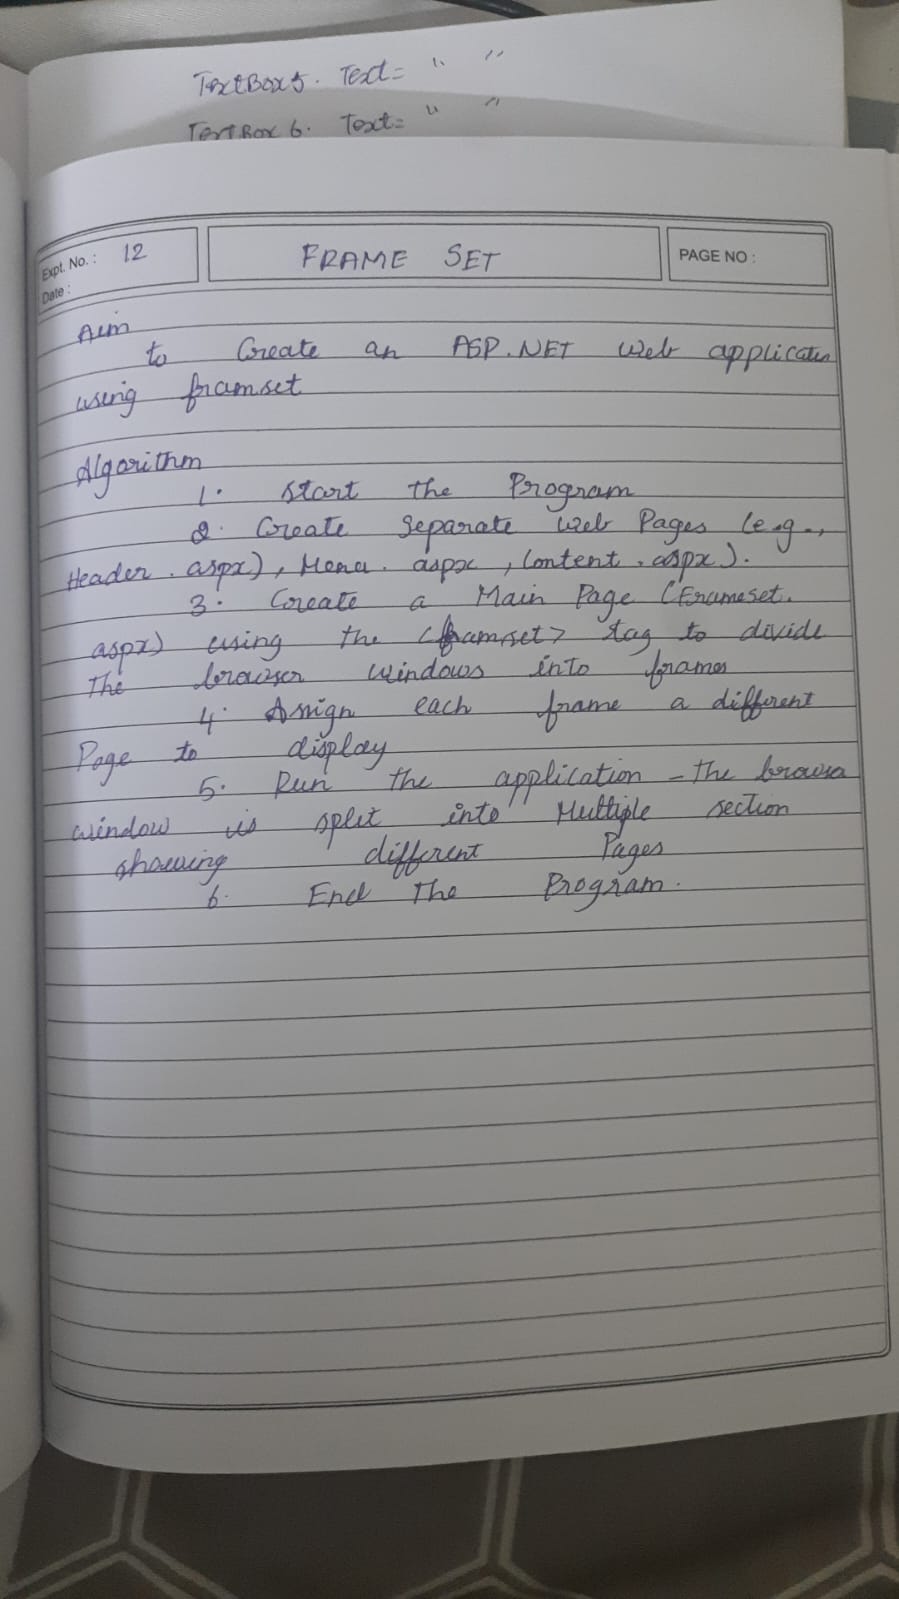 TextBox5. Text= " "
TextBox 6. Text= " "
Expt. No. : 12
FRAME SET
PAGE NO :
Date :
Aim
to Create an ASP.NET Web applicaten
using framset
Algorithm
1. Start the Program
2. Create Separate Web Pages (e.g.,
Header.aspx), Menu.aspx, Content.aspx).
3. Create a Main Page (Frameset.
aspx) using the <framset> tag to divide
The browser windows into frames
4. Assign each frame a different
Page to display
5. Run the application - The browser
window is split into Multiple section
showing different Pages
6. End The Program.